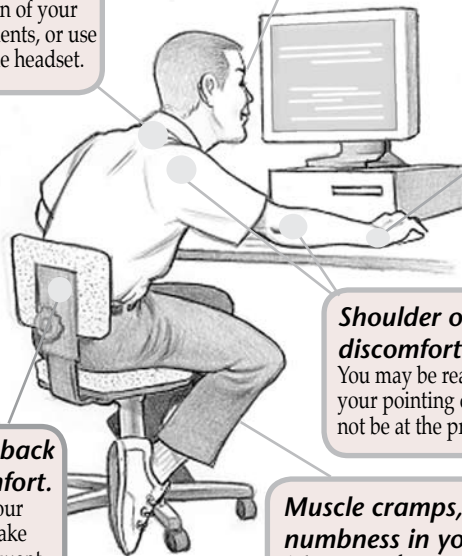 n of your
ents, or use
e headset.
Shoulder o
discomfort
You may be rea
your pointing
not be at the pr
back
fort.
our
ake
Muscle cramps,
numbness in yo